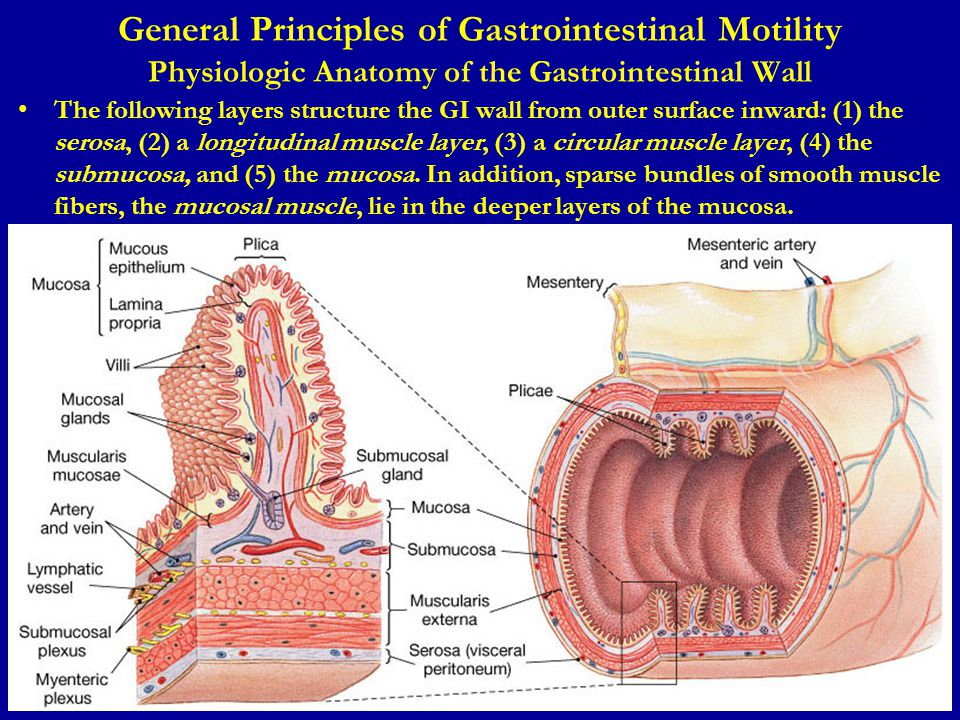 General Principles of Gastrointestinal Motility
Physiologic Anatomy of the Gastrointestinal Wall
• The following layers structure the GI wall from outer surface inward: (1) the
serosa, (2) a longitudinal muscle layer, (3) a circular muscle layer, (4) the
submucosa, and (5) the mucosa. In addition, sparse bundles of smooth muscle
fibers, the mucosal muscle, lie in the deeper layers of the mucosa.
Plica
Mucous
epithelium
Mucosa
Lamina
propria
Villi
Mucosal
glands
Muscularis
mucosae
Artery
and vein
Lymphatic
vessel
Submucosal
plexus
Myenteric
plexus
Submucosal
gland
Mucosa
Submucosa
Muscularis
externa
Serosa (visceral
peritoneum)
Mesenteric artery
and vein
Mesentery
Plicae